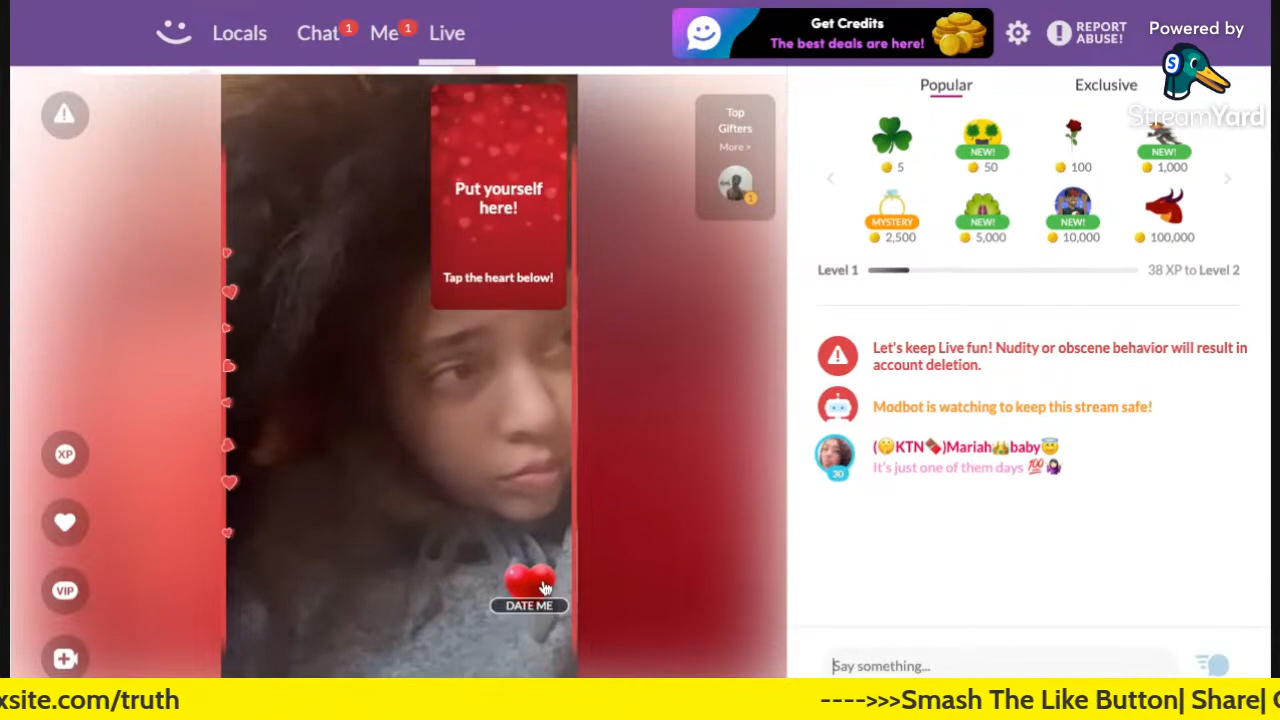 Locals
Chat 1
Me 1
Live
Get Credits
The best deals are here!
REPORT
ABUSE!
Powered by
StreamYard
Put yourself
here!
Tap the heart below!
Top
Gifters
More >
1
Popular
Exclusive
5
NEW!
50
100
NEW!
1,000
MYSTERY
2,500
NEW!
5,000
NEW!
10,000
100,000
Level 1
38 XP to Level 2
Let's keep Live fun! Nudity or obscene behavior will result in
account deletion.
Modbot is watching to keep this stream safe!
(🤫KTN🍫)Mariah👑baby😇
30
It's just one of them days 💯🤷🏻‍♀️
XP
VIP
DATE ME
Say something...
xsite.com/truth
---->>>Smash The Like Button| Share|